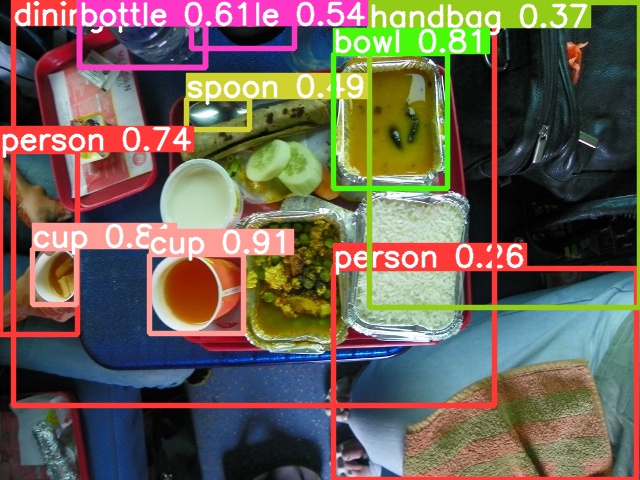 dinin
bottle 0.61
le 0.54
handbag 0.37
bowl 0.81
spoon 0.49
person 0.74
cup 0.8
cup 0.91
person 0.26